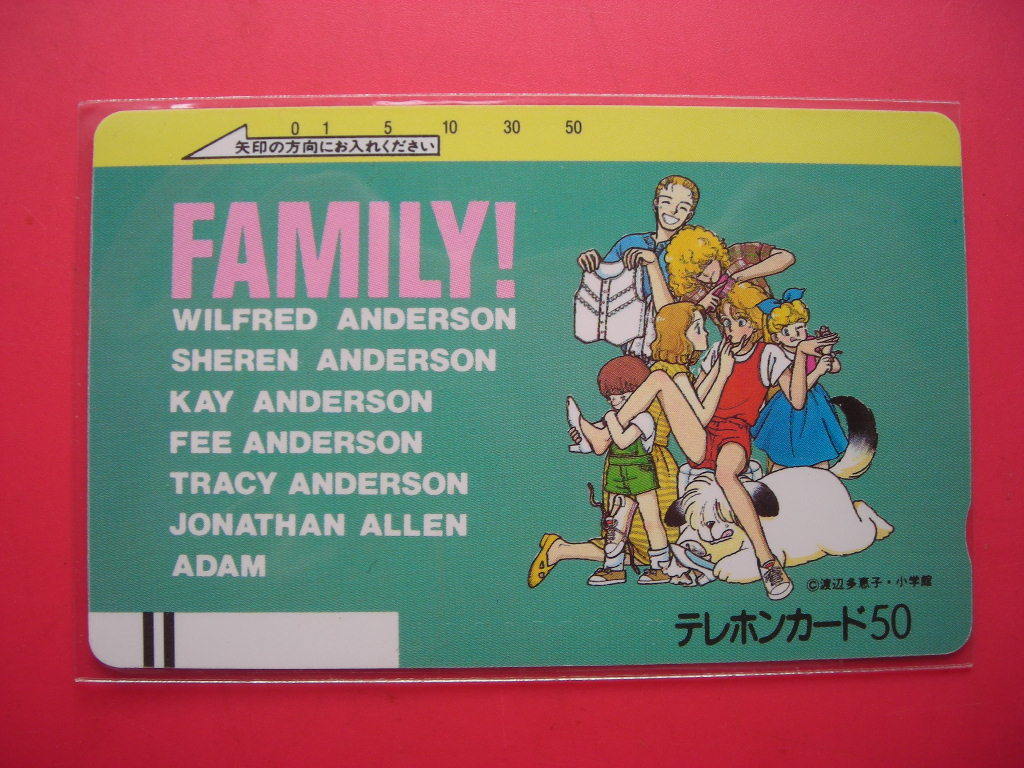 0 1 5 10 30 50
矢印の方向にお入れください
FAMILY!
WILFRED ANDERSON
SHEREN ANDERSON
KAY ANDERSON
FEE ANDERSON
TRACY ANDERSON
JONATHAN ALLEN
ADAM
©渡辺多恵子・小学館
テレホンカード50